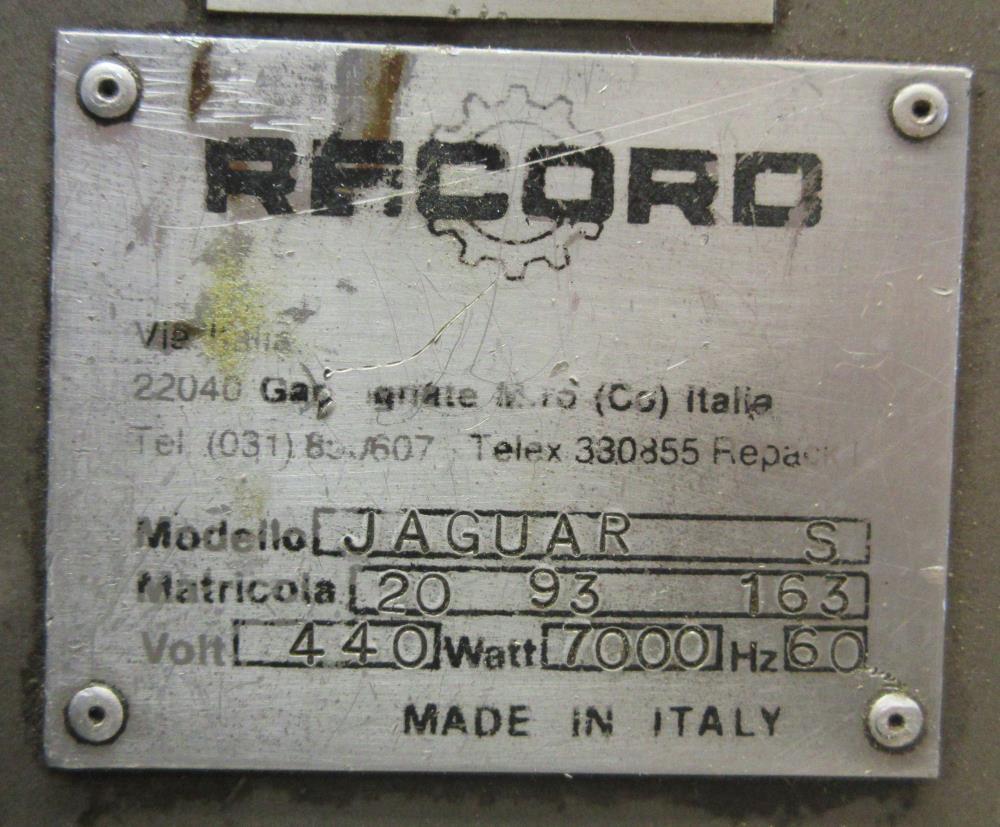 RECORD
Via
22040 (Co) Italia
Tel. (031) Telex 330855
Modello JAGUAR S
Matricola 20 93 163
Volt 440 Watt 7000 Hz 60
MADE IN ITALY